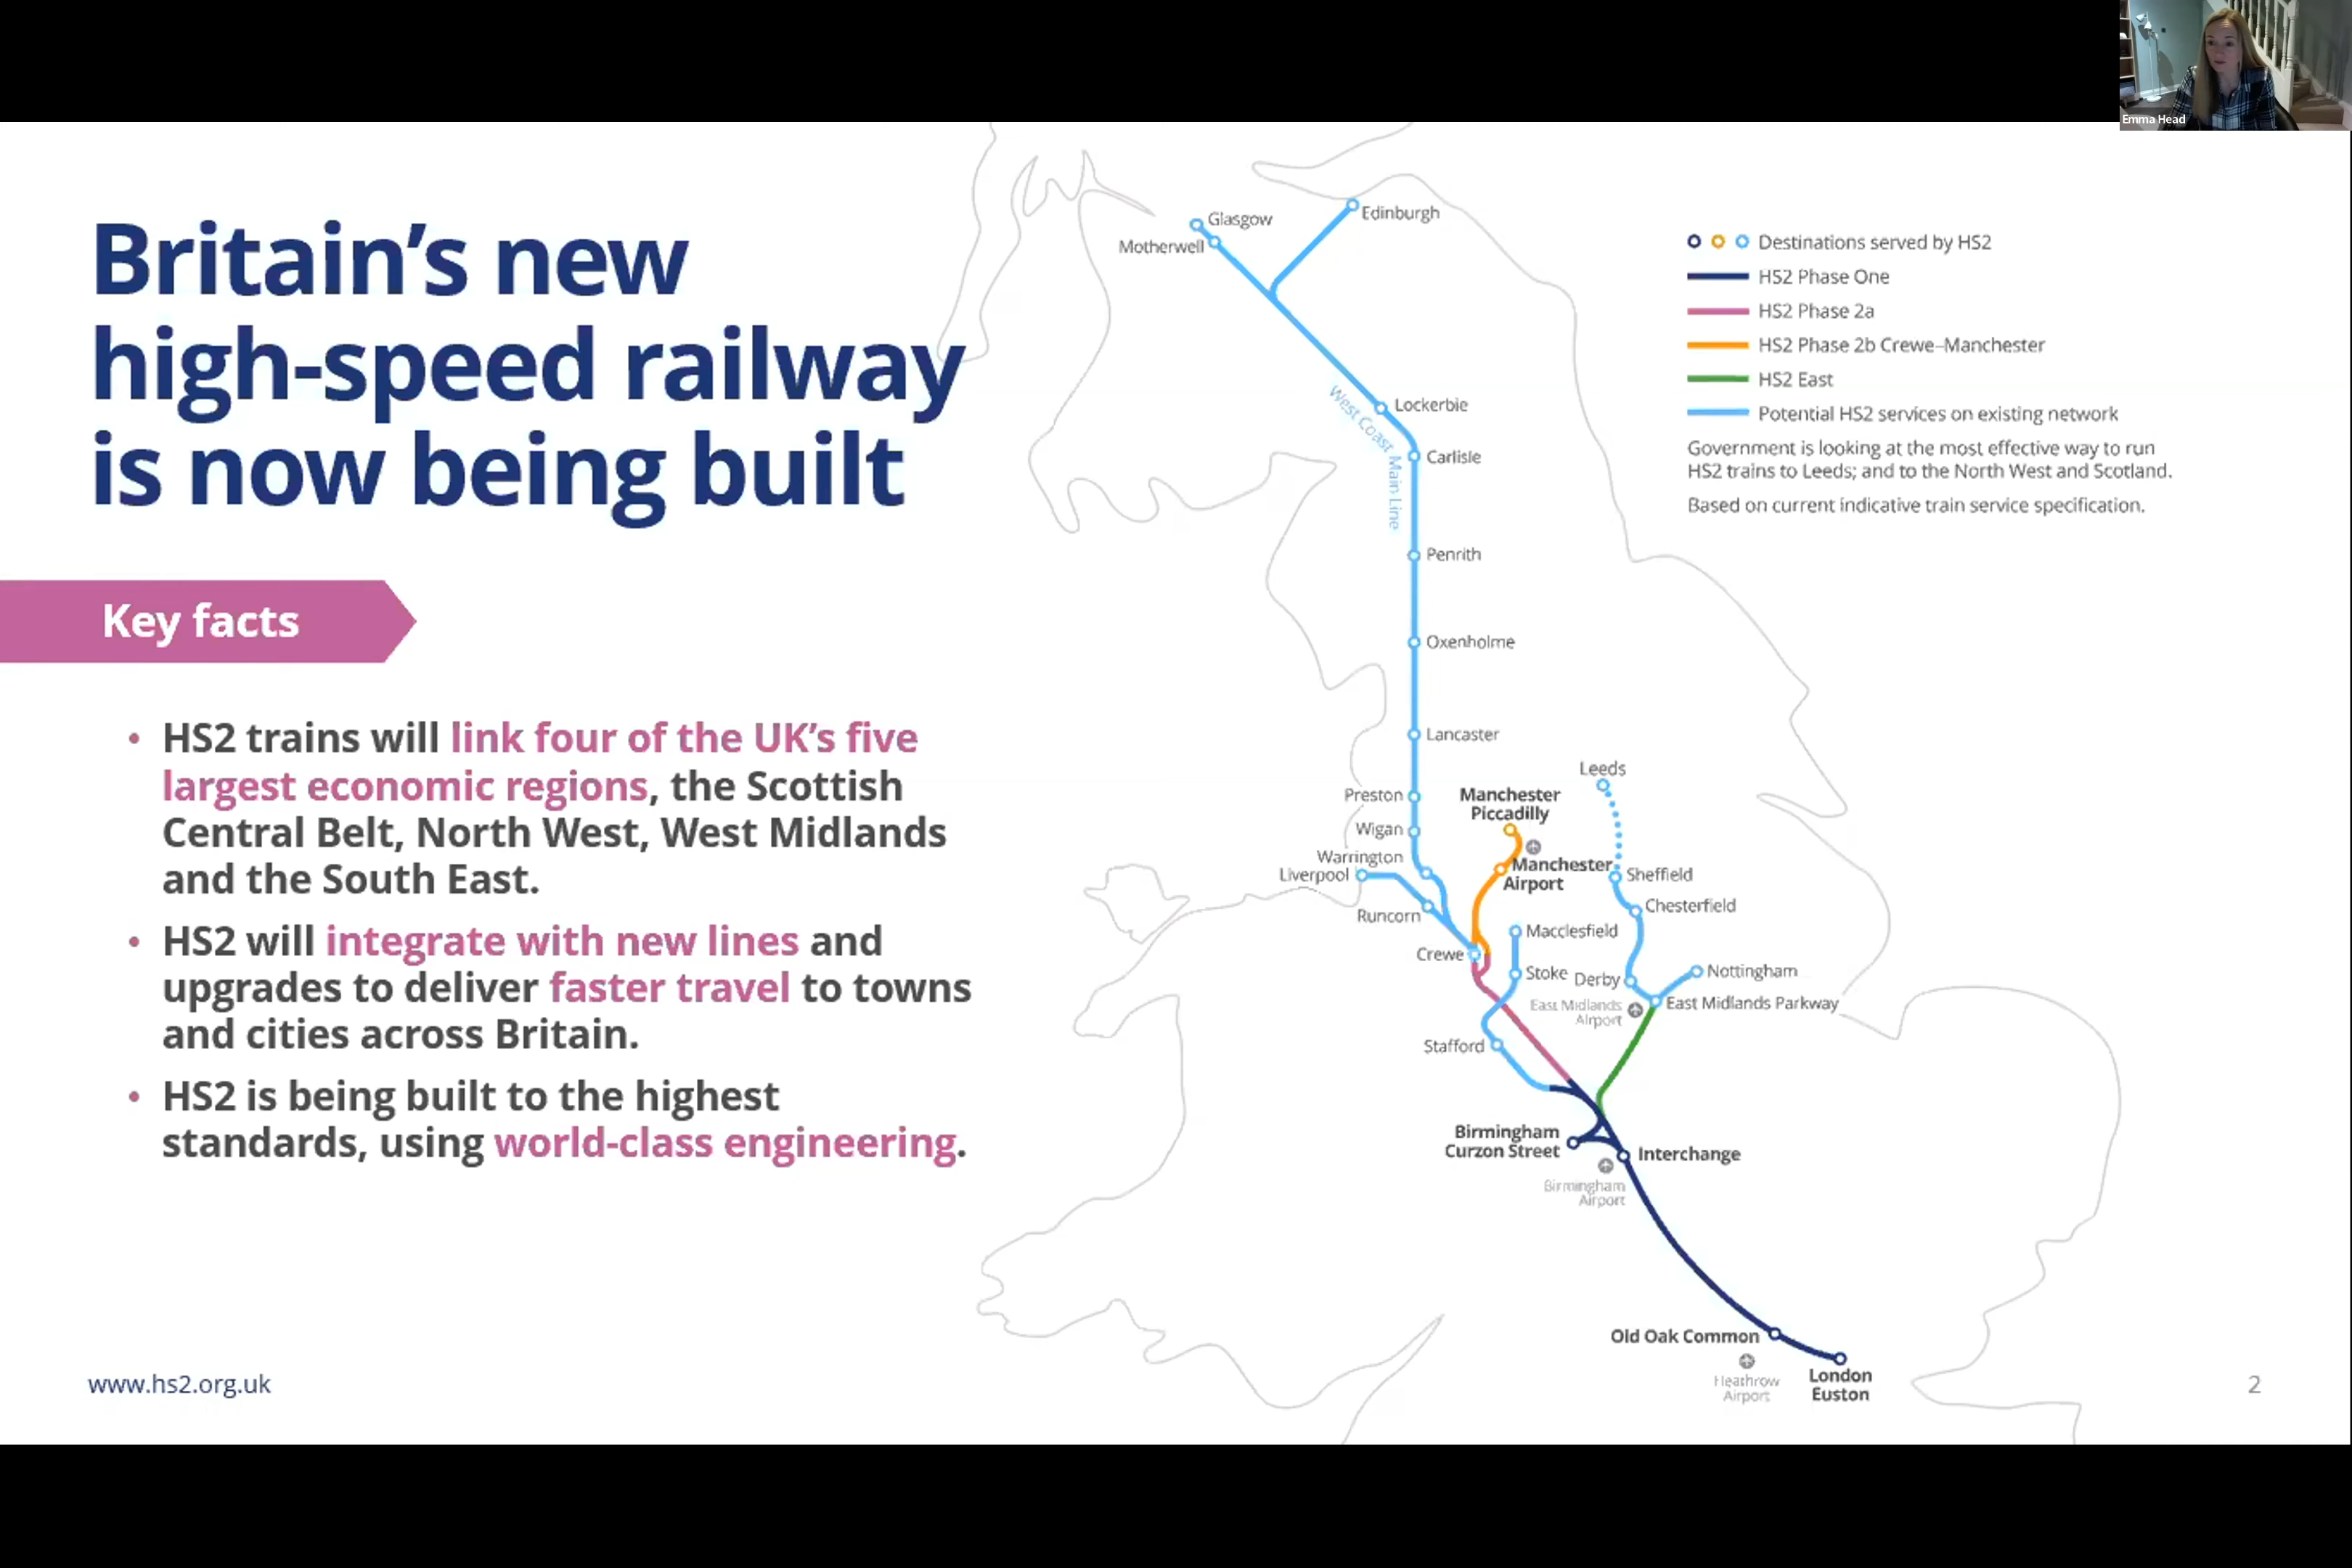 Emma Head
Britain's new
high-speed railway
is now being built
Key facts
• HS2 trains will link four of the UK's five
largest economic regions, the Scottish
Central Belt, North West, West Midlands
and the South East.
• HS2 will integrate with new lines and
upgrades to deliver faster travel to towns
and cities across Britain.
• HS2 is being built to the highest
standards, using world-class engineering.
www.hs2.org.uk
Glasgow
Edinburgh
Motherwell
Lockerbie
West Coast Main Line
Carlisle
Penrith
Oxenholme
Lancaster
Leeds
Preston
Manchester
Piccadilly
Wigan
Warrington
Manchester
Airport
Liverpool
Sheffield
Runcorn
Chesterfield
Macclesfield
Crewe
Stoke
Derby
Nottingham
East Midlands
Airport
East Midlands Parkway
Stafford
Birmingham
Curzon Street
Interchange
Birmingham
Airport
Old Oak Common
Heathrow
Airport
London
Euston
Destinations served by HS2
HS2 Phase One
HS2 Phase 2a
HS2 Phase 2b Crewe–Manchester
HS2 East
Potential HS2 services on existing network
Government is looking at the most effective way to run
HS2 trains to Leeds; and to the North West and Scotland.
Based on current indicative train service specification.
2